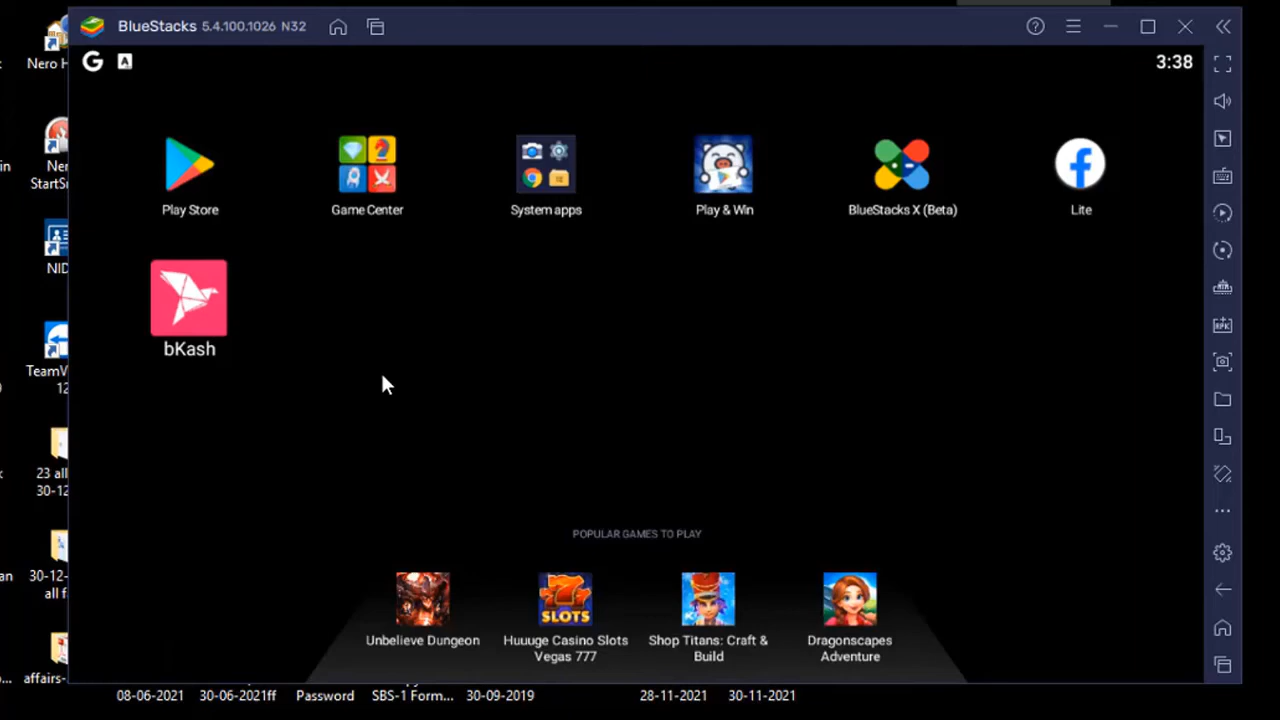 BlueStacks 5.4.100.1026 N32
3:38
Nero H
Ner
StartSm
NID
TeamV
12
23 all
30-12-
30-12-
all f
affairs-
Play Store
Game Center
System apps
Play & Win
BlueStacks X (Beta)
Lite
bKash
POPULAR GAMES TO PLAY
Unbelieve Dungeon
Huuuge Casino Slots
Vegas 777
Shop Titans: Craft &
Build
Dragonscapes
Adventure
SLOTS
08-06-2021
30-06-2021ff
Password
SBS-1 Form...
30-09-2019
28-11-2021
30-11-2021